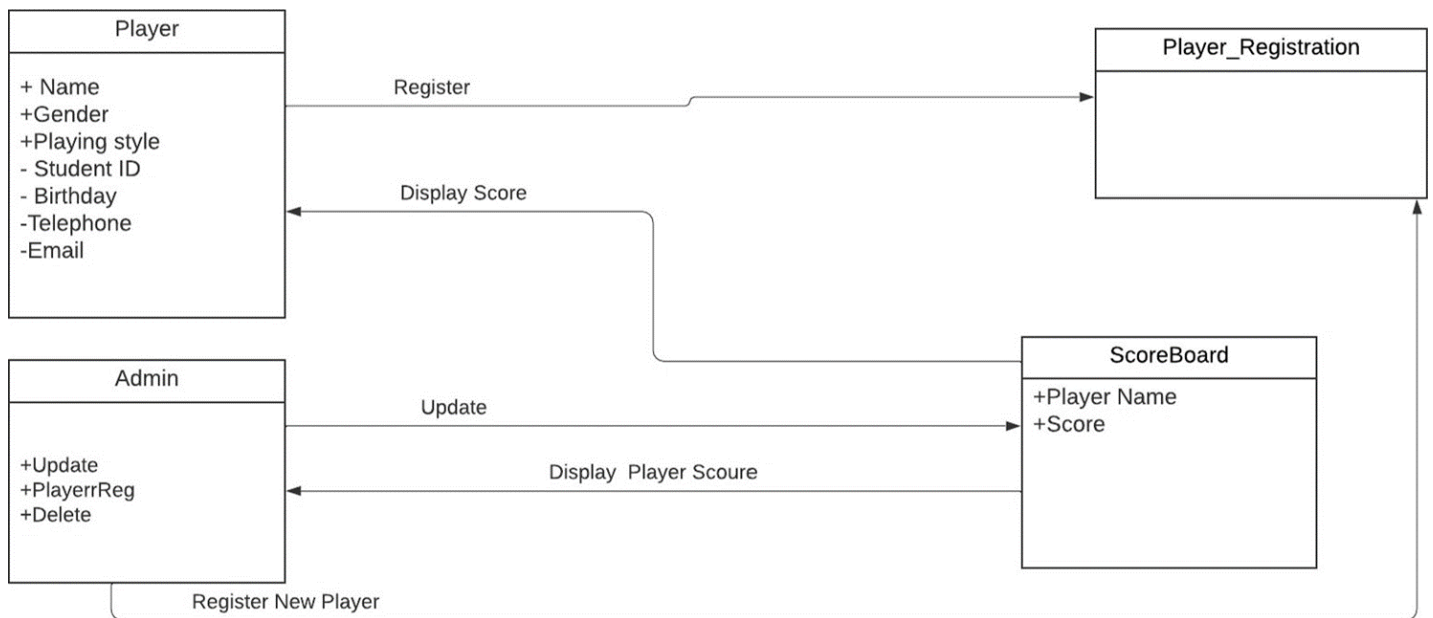 Player
+ Name
+Gender
+Playing style
- Student ID
- Birthday
-Telephone
-Email
Register
Player_Registration
Display Score
Admin
+Update
+PlayerrReg
+Delete
Update
Display Player Scoure
ScoreBoard
+Player Name
+Score
Register New Player